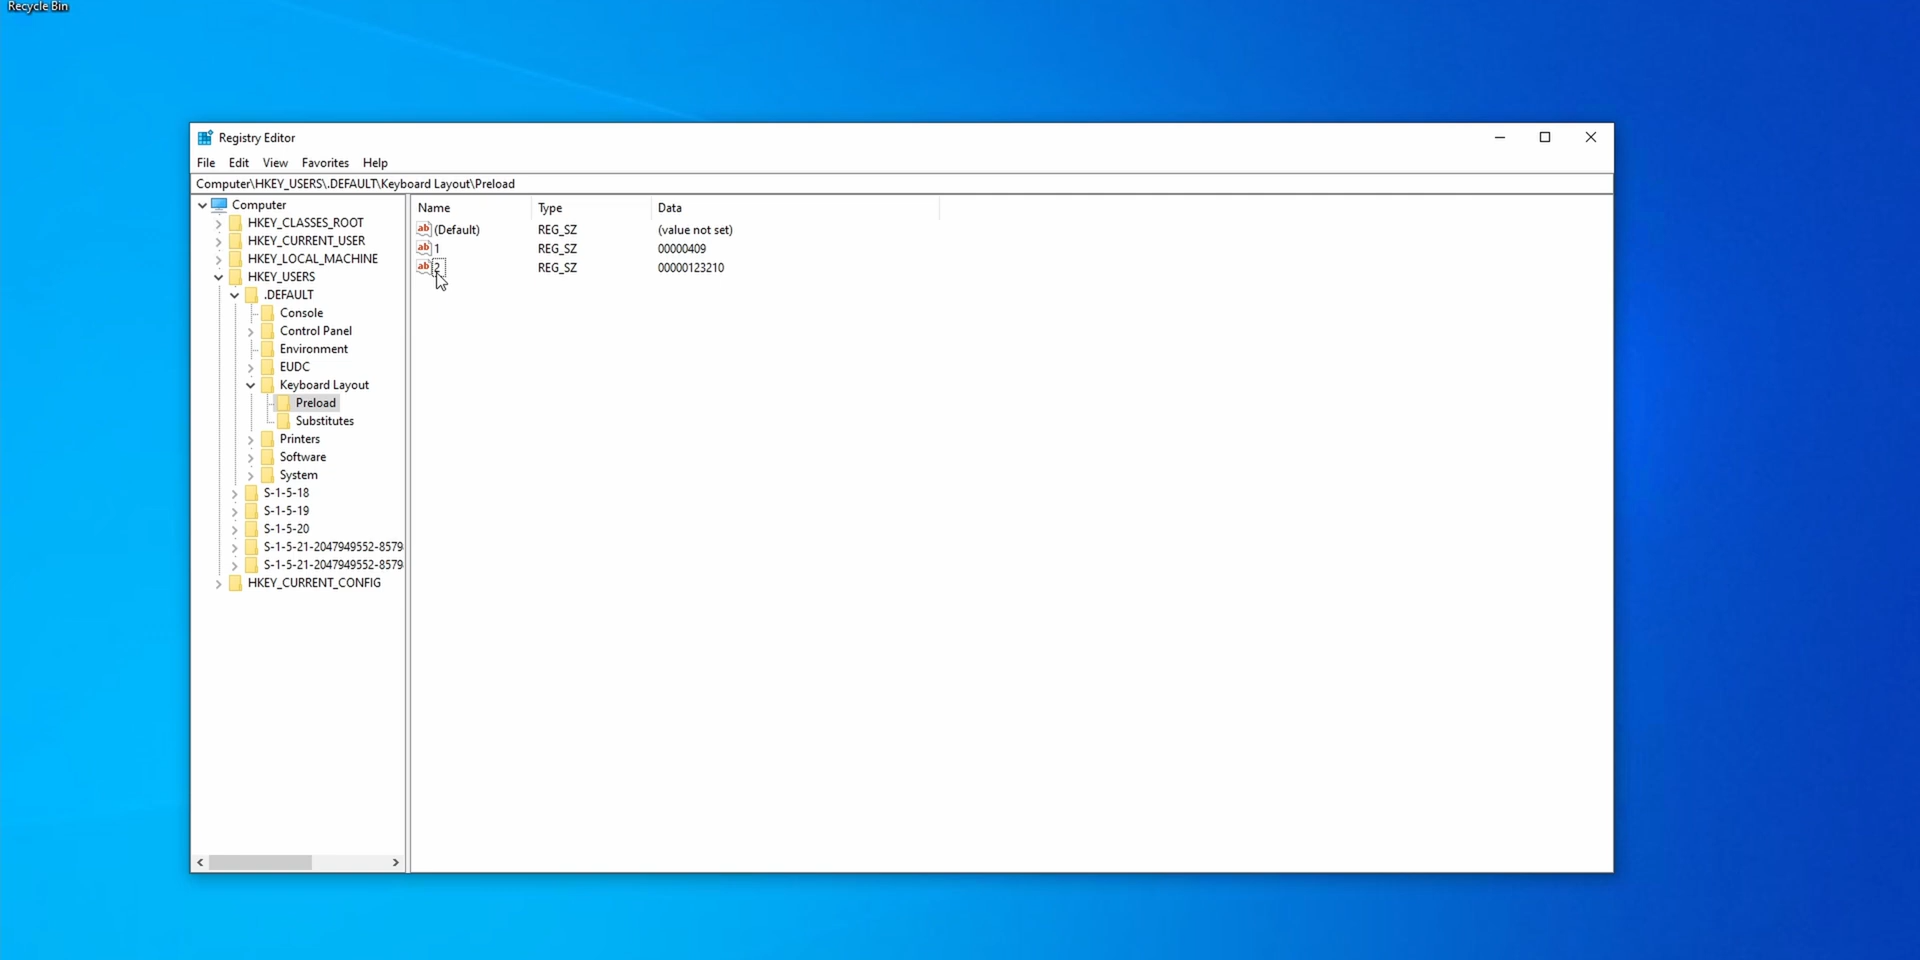 Recycle Bin
Registry Editor
File Edit View Favorites Help
Computer\HKEY_USERS\.DEFAULT\Keyboard Layout\Preload
Computer
HKEY_CLASSES_ROOT
HKEY_CURRENT_USER
HKEY_LOCAL_MACHINE
HKEY_USERS
.DEFAULT
Console
Control Panel
Environment
EUDC
Keyboard Layout
Preload
Substitutes
Printers
Software
System
S-1-5-18
S-1-5-19
S-1-5-20
S-1-5-21-2047949552-8579
S-1-5-21-2047949552-8579
HKEY_CURRENT_CONFIG
Name Type Data
(Default) REG_SZ (value not set)
1 REG_SZ 00000409
2 REG_SZ 00000123210